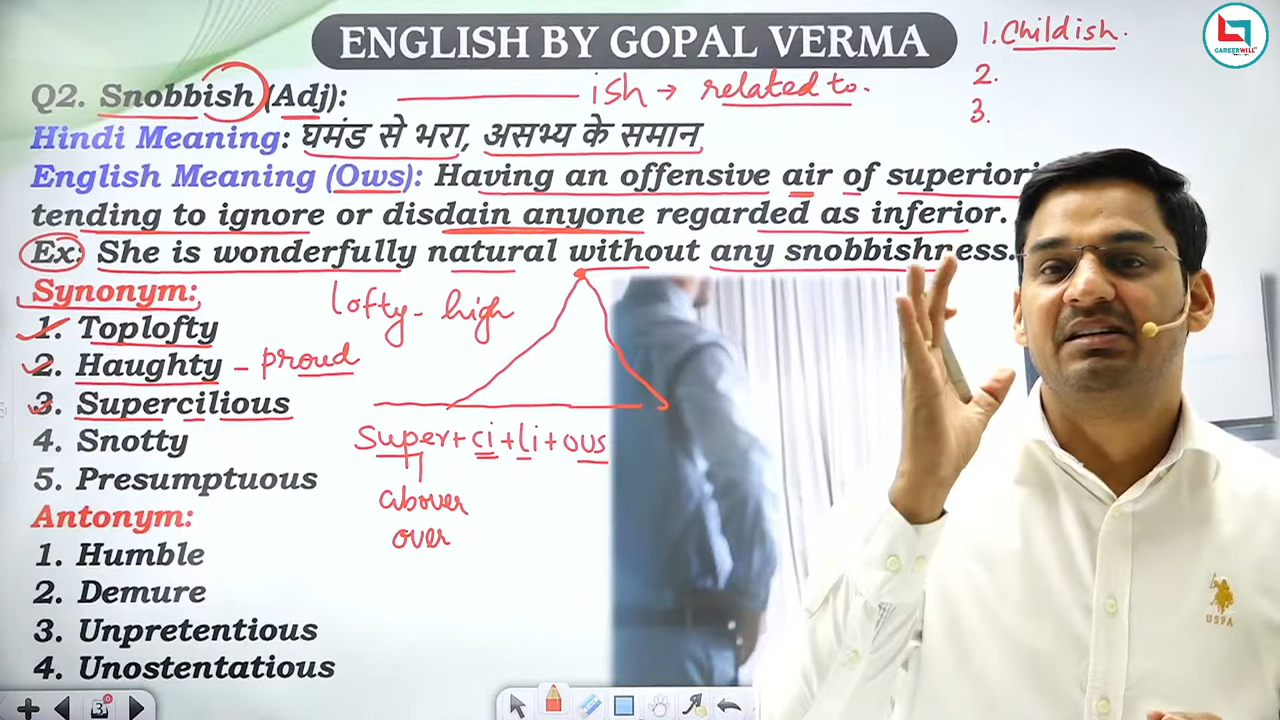 ENGLISH BY GOPAL VERMA
1. Childish.
2.
3.
CAREERWILL
Q2. Snobbish (Adj): ish → related to.
Hindi Meaning: घमंड से भरा, असभ्य के समान
English Meaning (Ows): Having an offensive air of superiori
tending to ignore or disdain anyone regarded as inferior.
Ex: She is wonderfully natural without any snobbishness.
Synonym:
lofty - high
1. Toplofty
2. Haughty - proud
3. Supercilious
Super + ci + li + ous
above
over
4. Snotty
5. Presumptuous
Antonym:
1. Humble
2. Demure
3. Unpretentious
4. Unostentatious
USPA